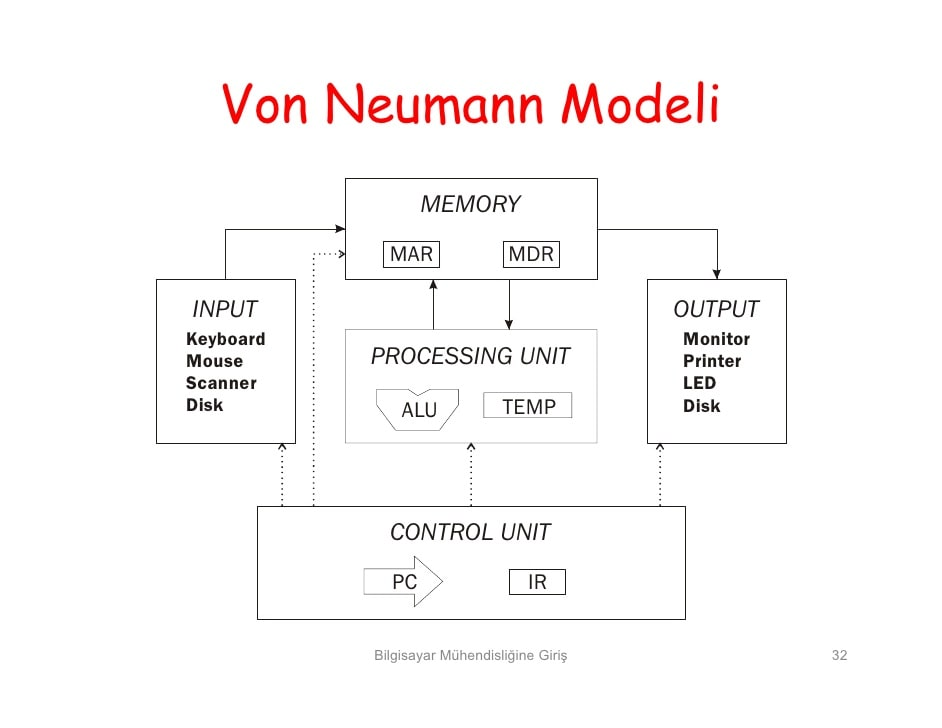 Von Neumann Modeli
MEMORY
MAR
MDR
INPUT
Keyboard
Mouse
Scanner
Disk
PROCESSING UNIT
ALU
TEMP
OUTPUT
Monitor
Printer
LED
Disk
CONTROL UNIT
PC
IR
Bilgisayar Mühendisliğine Giriş
32